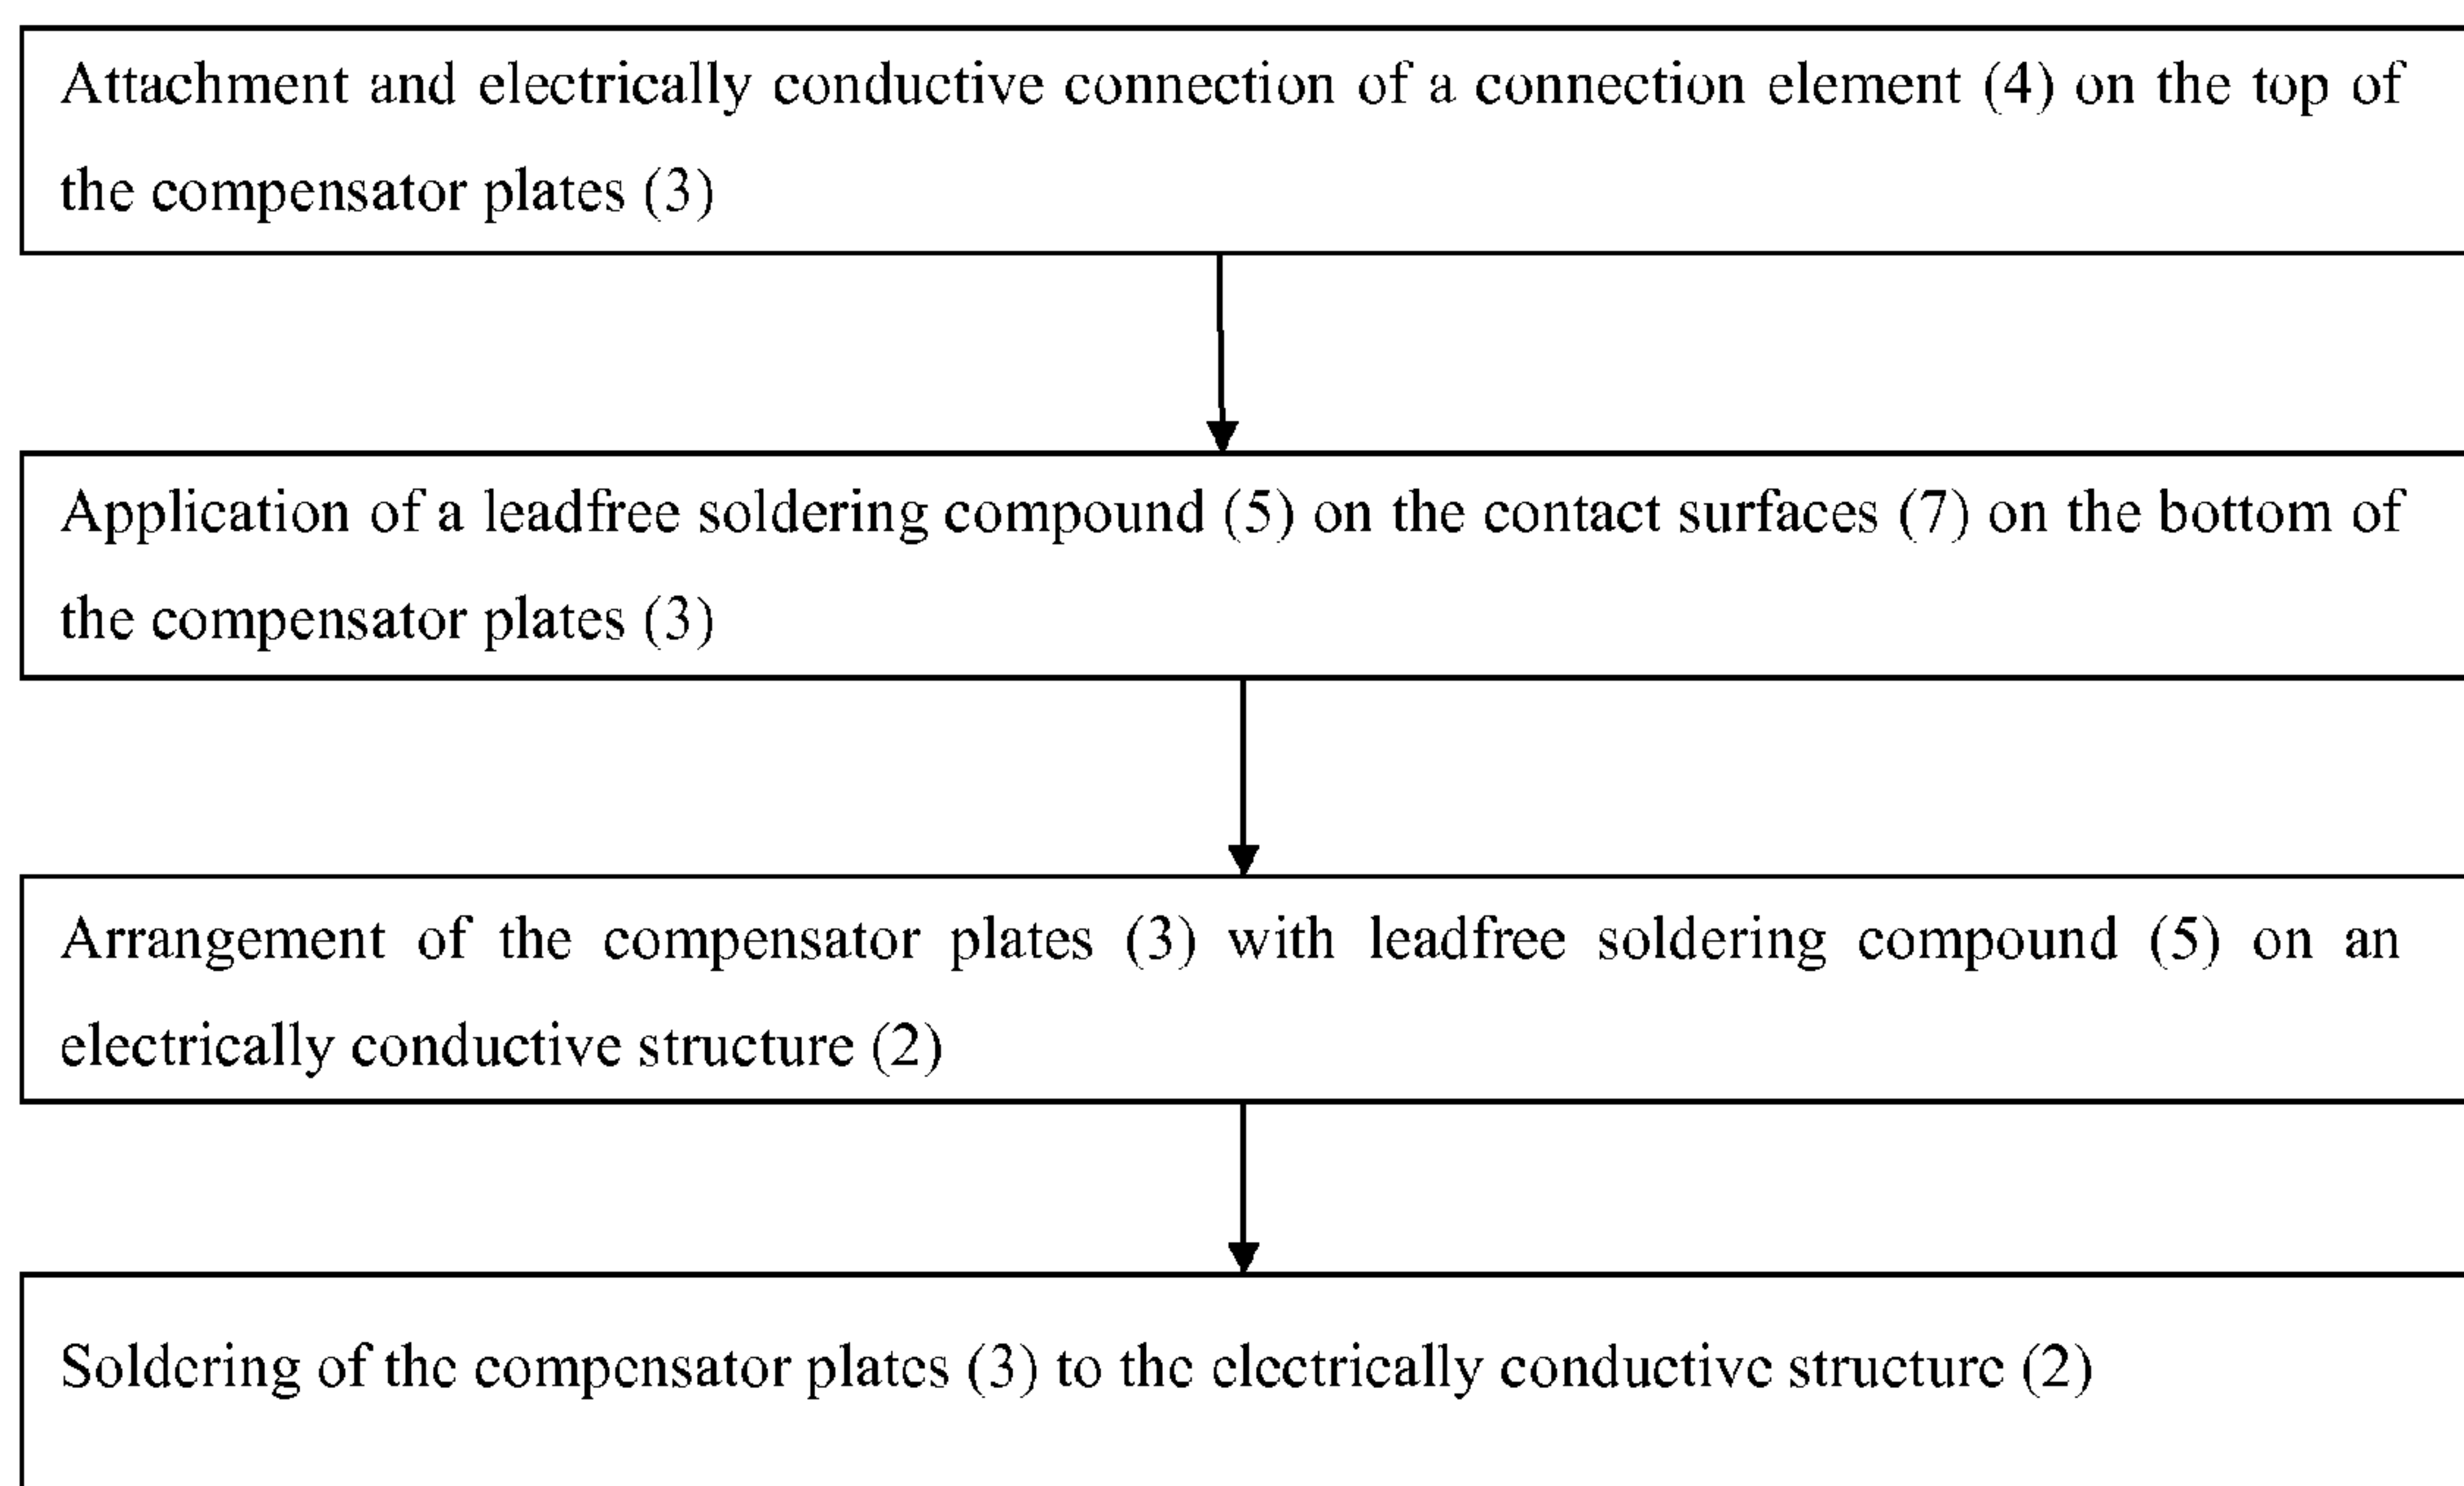 Attachment and electrically conductive connection of a connection element (4) on the top of
the compensator plates (3)
Application of a leadfree soldering compound (5) on the contact surfaces (7) on the bottom of
the compensator plates (3)
Arrangement of the compensator plates (3) with leadfree soldering compound (5) on an
electrically conductive structure (2)
Soldering of the compensator plates (3) to the electrically conductive structure (2)